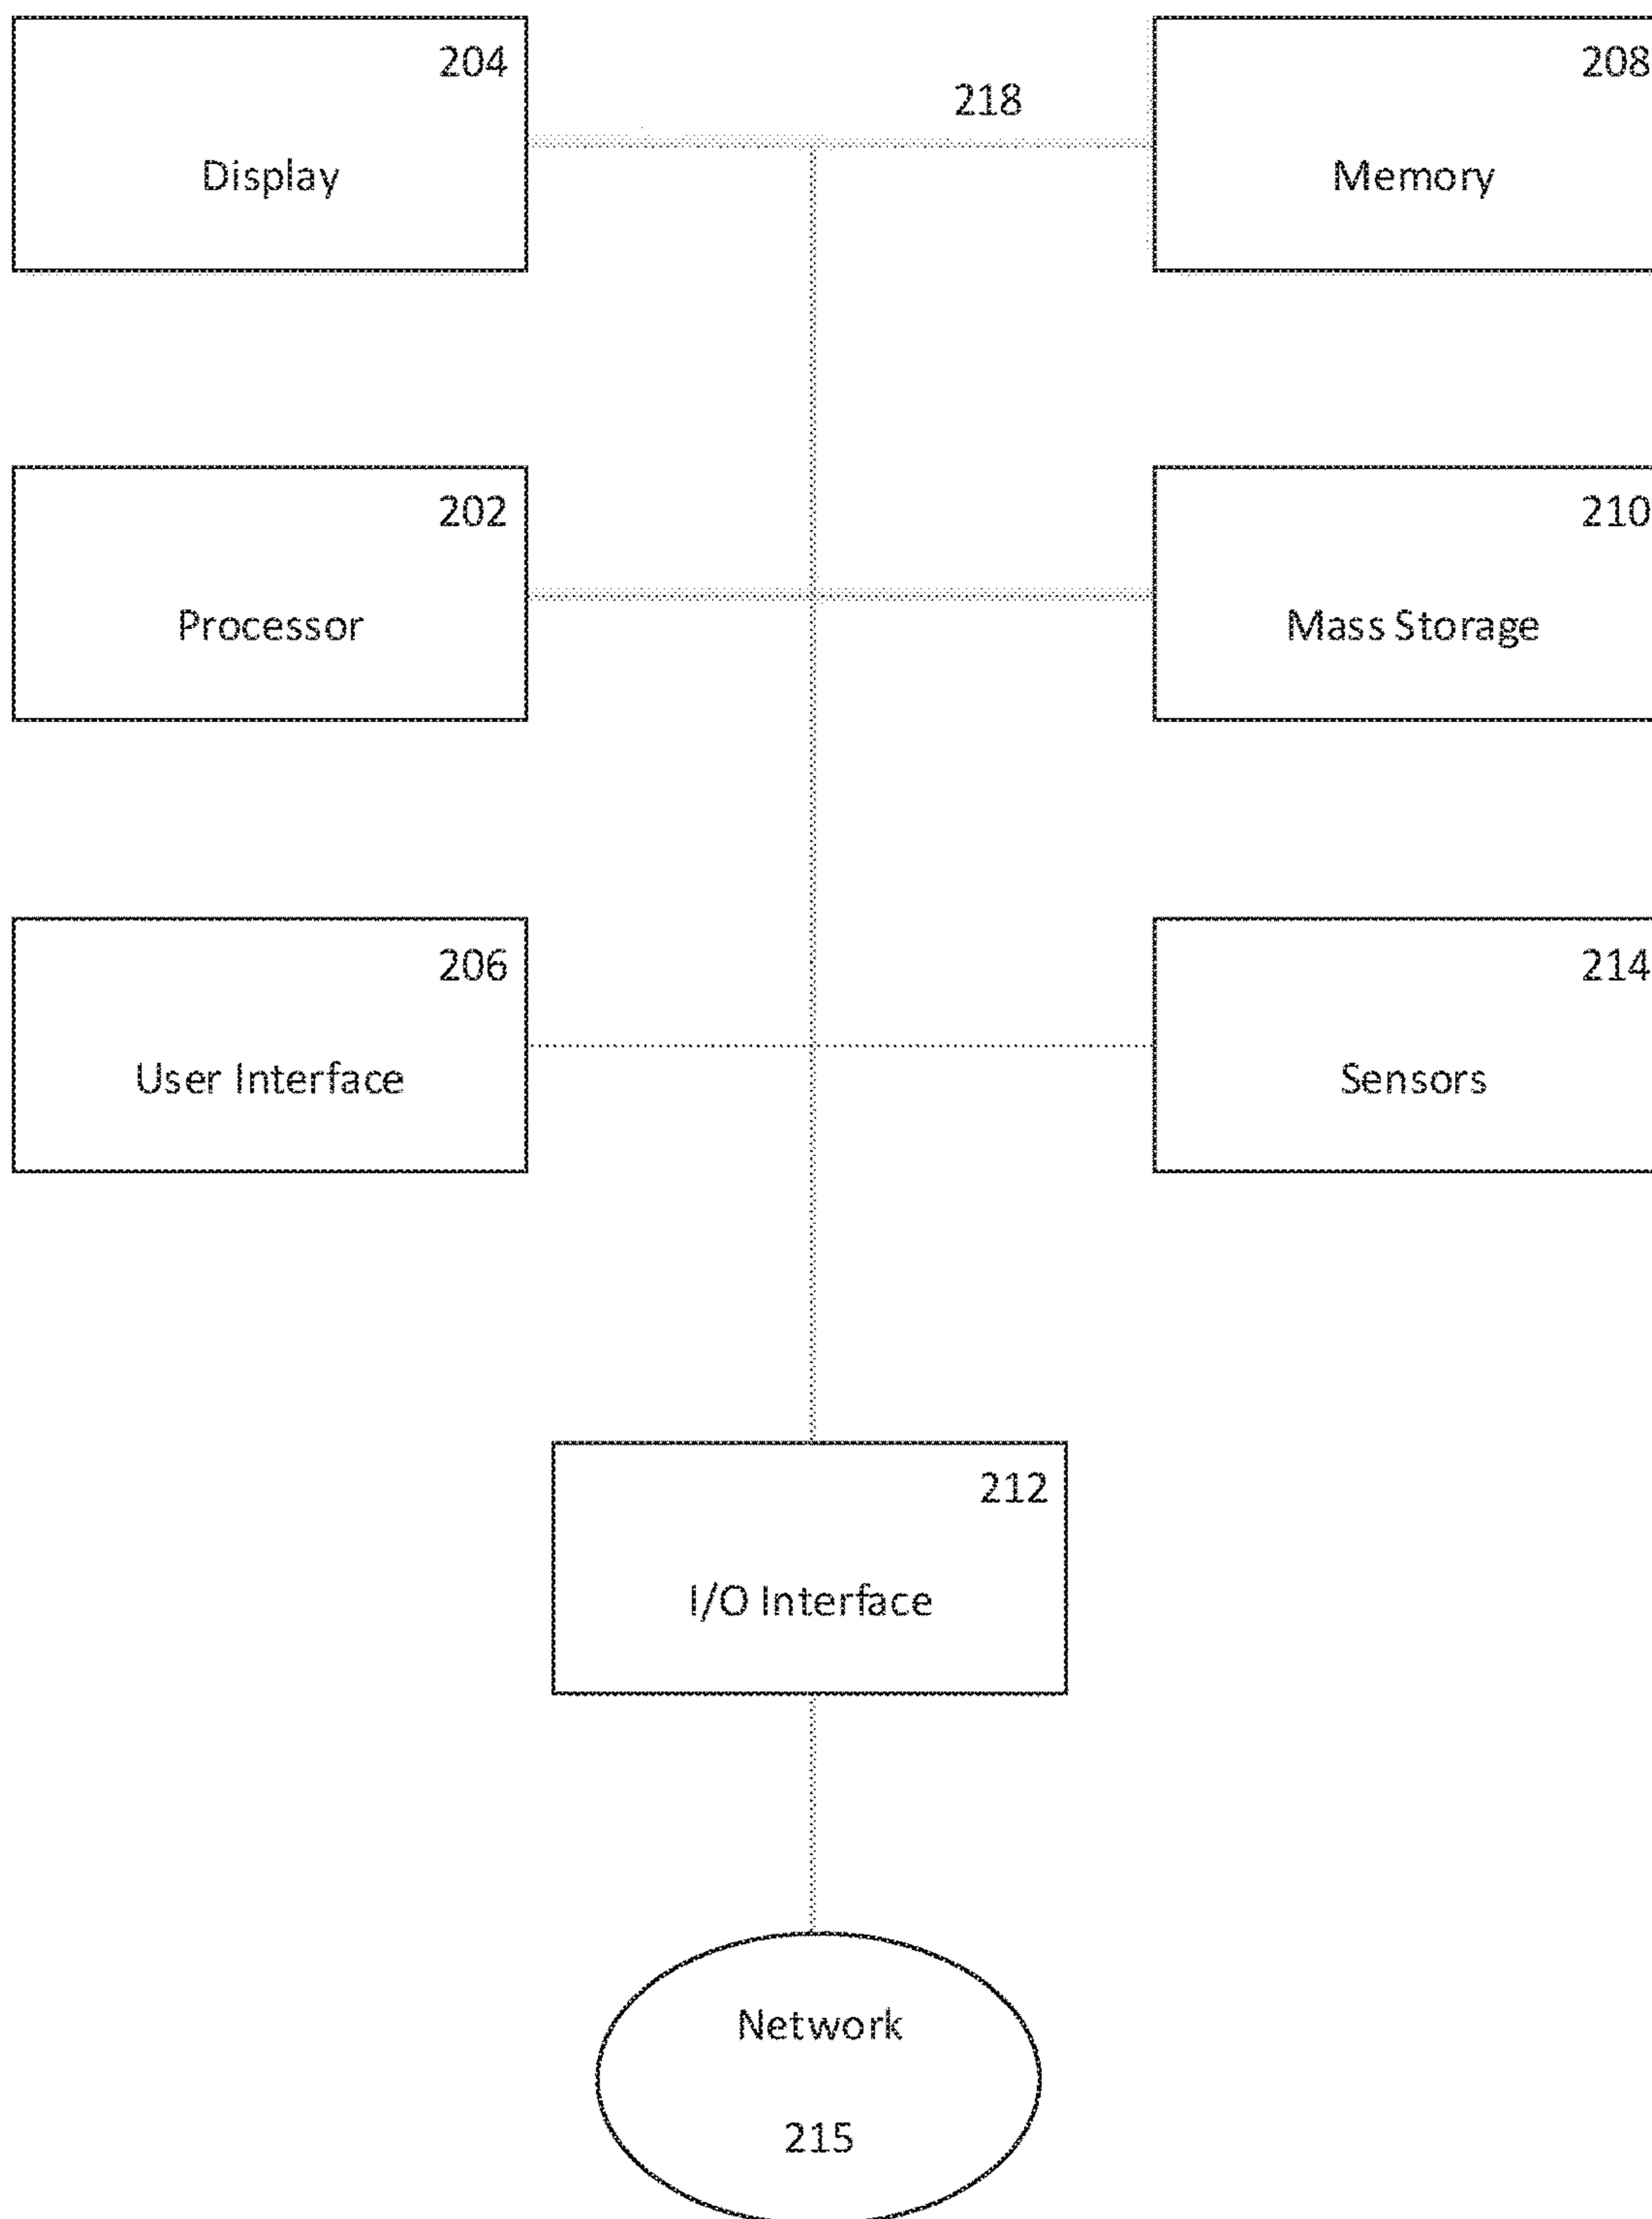 204
Display
218
208
Memory
202
Processor
210
Mass Storage
206
User Interface
214
Sensors
212
I/O Interface
Network
215